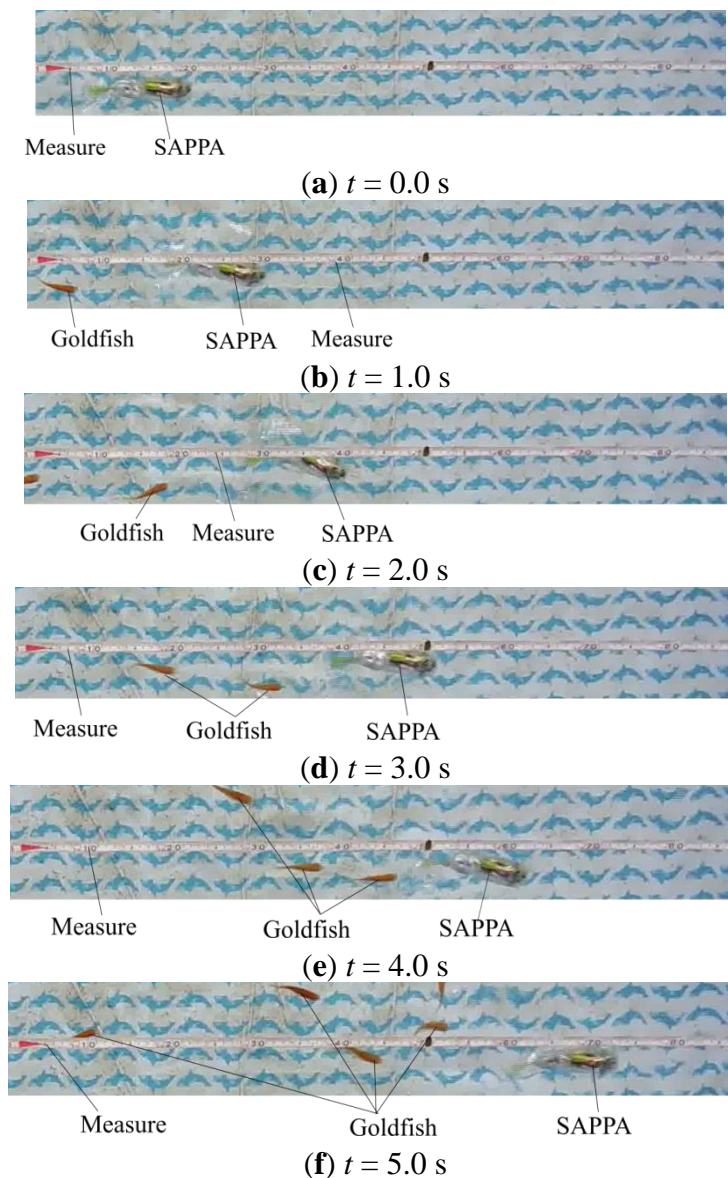 Measure SAPPA
(a) t = 0.0 s
Goldfish SAPPA Measure
(b) t = 1.0 s
Goldfish Measure SAPPA
(c) t = 2.0 s
Measure Goldfish SAPPA
(d) t = 3.0 s
Measure Goldfish SAPPA
(e) t = 4.0 s
Measure Goldfish SAPPA
(f) t = 5.0 s